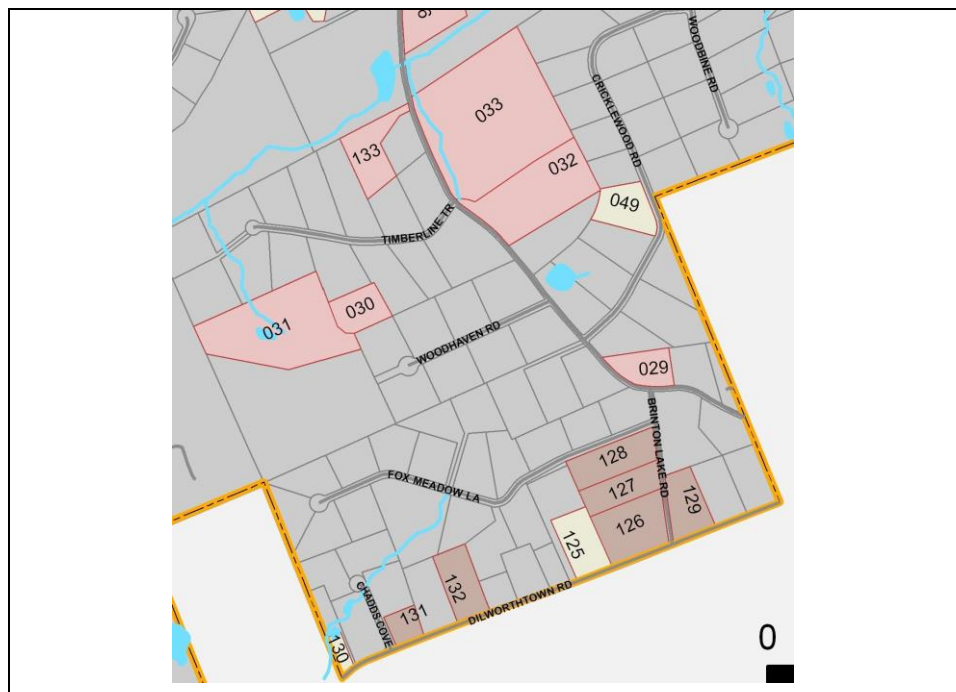 WOODBINE RD
033
CRICKLEWOOD RD
133
032
049
TIMBERLINE TR
030
031
WOODHAVEN RD
029
BRINTON LAKE RD
128
FOX MEADOW LA
127
129
126
125
132
DILWORTHTOWN RD
CHADDS COVE
131
130
0